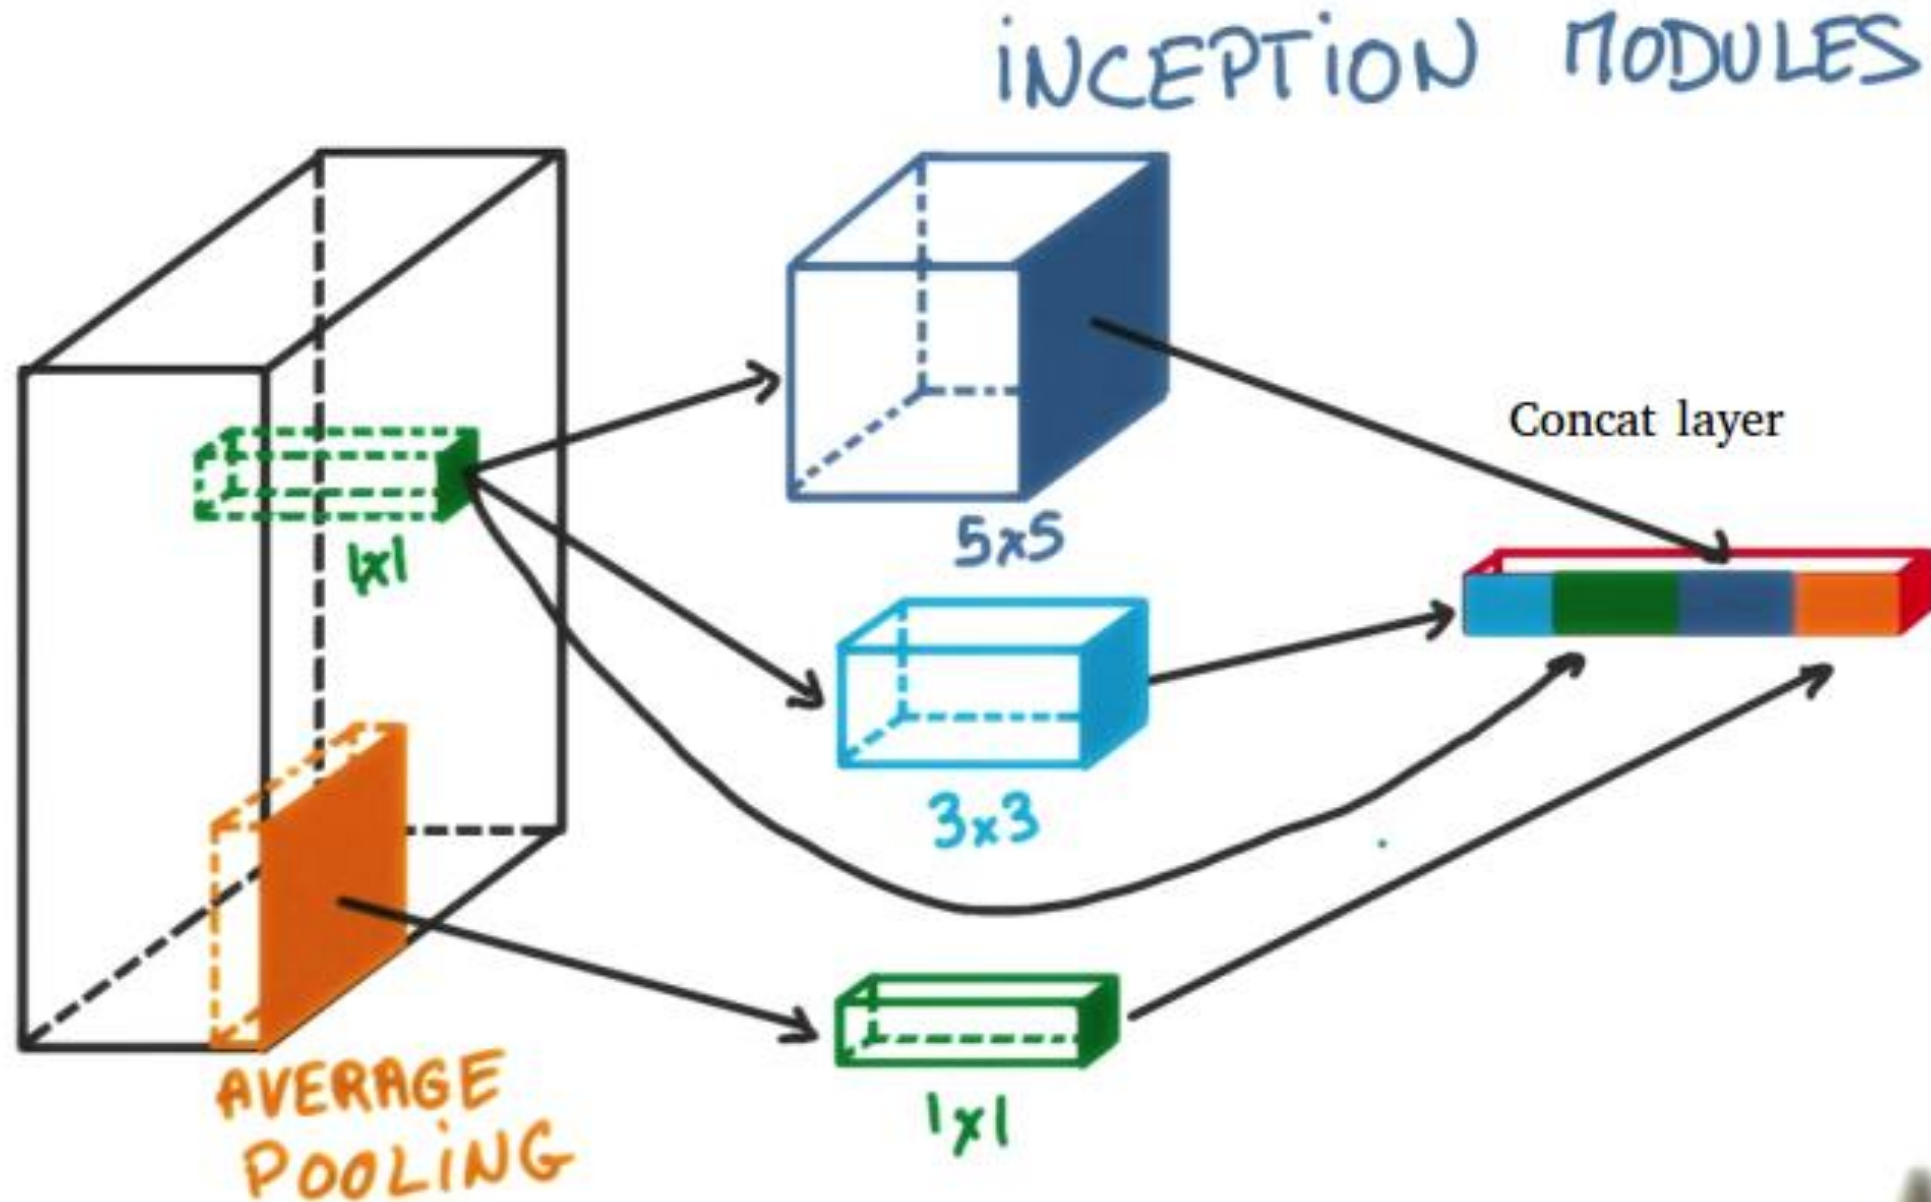 iNCEPTiON MODULES
1x1
5x5
Concat layer
3x3
AVERAGE
POOLiNG
1x1